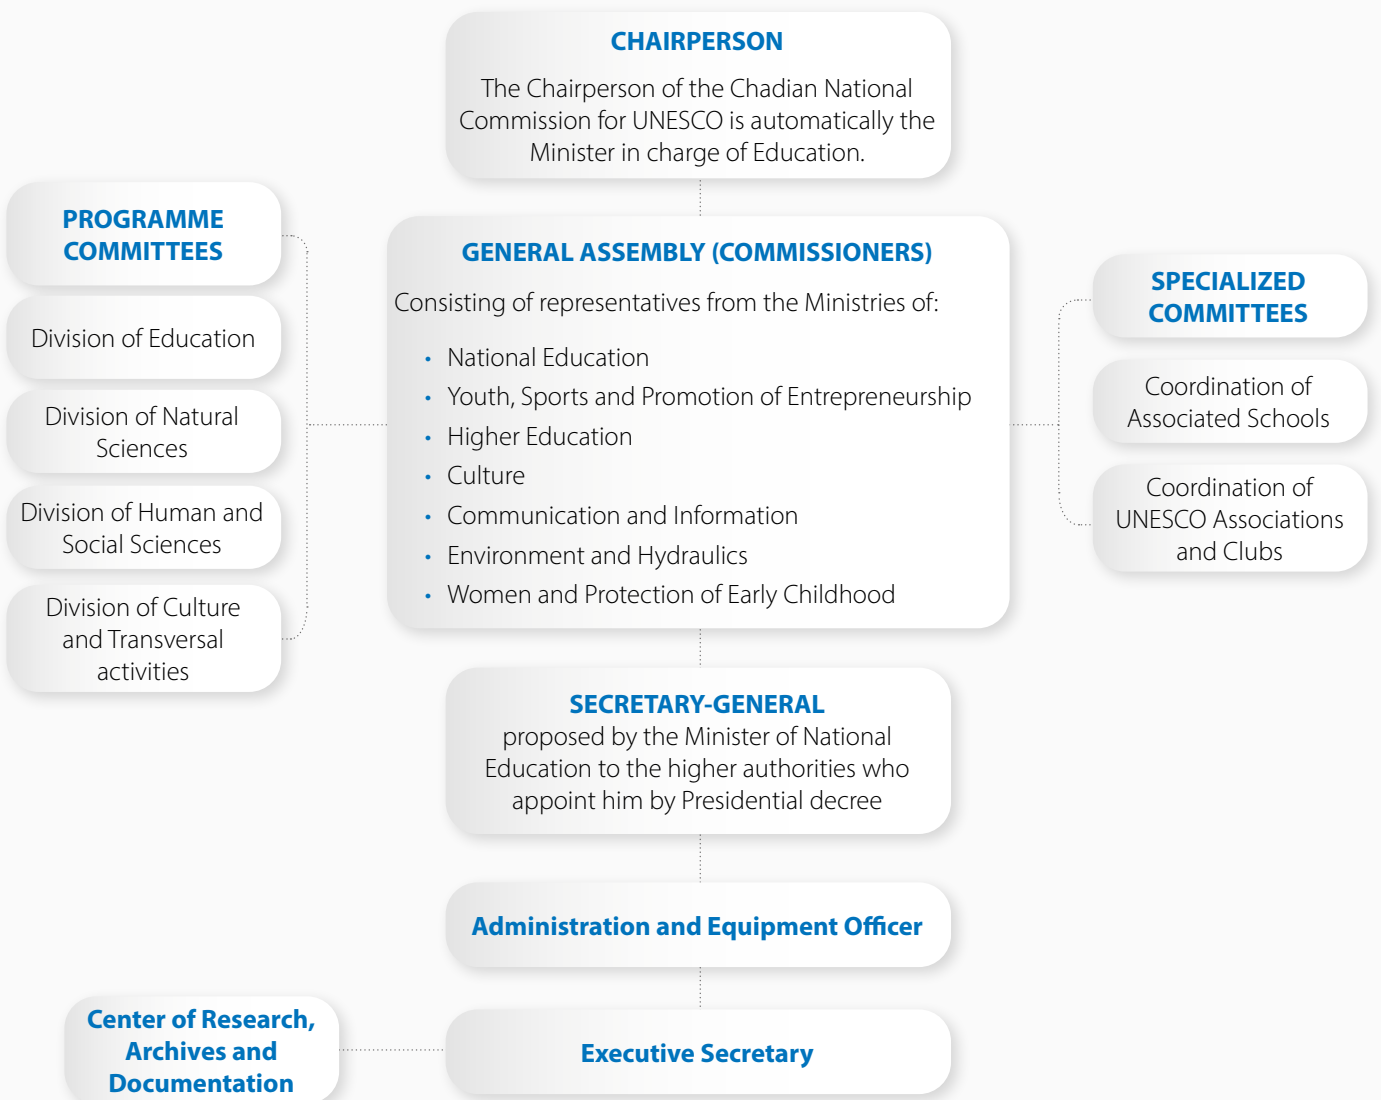 CHAIRPERSON
The Chairperson of the Chadian National
Commission for UNESCO is automatically the
Minister in charge of Education.
PROGRAMME
COMMITTEES
Division of Education
Division of Natural
Sciences
Division of Human and
Social Sciences
Division of Culture
and Transversal
activities
GENERAL ASSEMBLY (COMMISSIONERS)
Consisting of representatives from the Ministries of:
• National Education
• Youth, Sports and Promotion of Entrepreneurship
• Higher Education
• Culture
• Communication and Information
• Environment and Hydraulics
• Women and Protection of Early Childhood
SPECIALIZED
COMMITTEES
Coordination of
Associated Schools
Coordination of
UNESCO Associations
and Clubs
SECRETARY-GENERAL
proposed by the Minister of National
Education to the higher authorities who
appoint him by Presidential decree
Administration and Equipment Officer
Center of Research,
Archives and
Documentation
Executive Secretary